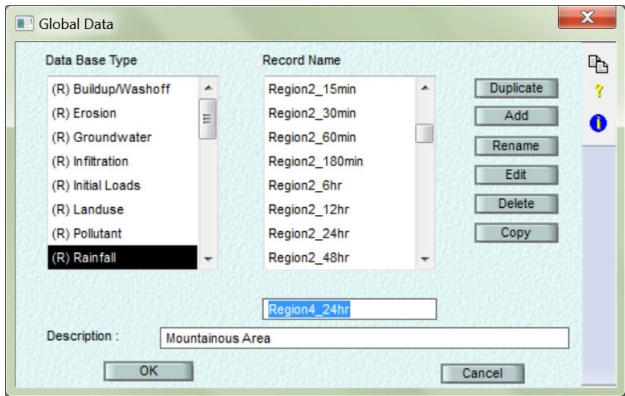 Global Data
Data Base Type
(R) Buildup/Washoff
(R) Erosion
(R) Groundwater
(R) Infiltration
(R) Initial Loads
(R) Landuse
(R) Pollutant
(R) Rainfall
Record Name
Region2_15min
Region2_30min
Region2_60min
Region2_180min
Region2_6hr
Region2_12hr
Region2_24hr
Region2_48hr
Duplicate
Add
Rename
Edit
Delete
Copy
Region4_24hr
Description : Mountainous Area
OK
Cancel